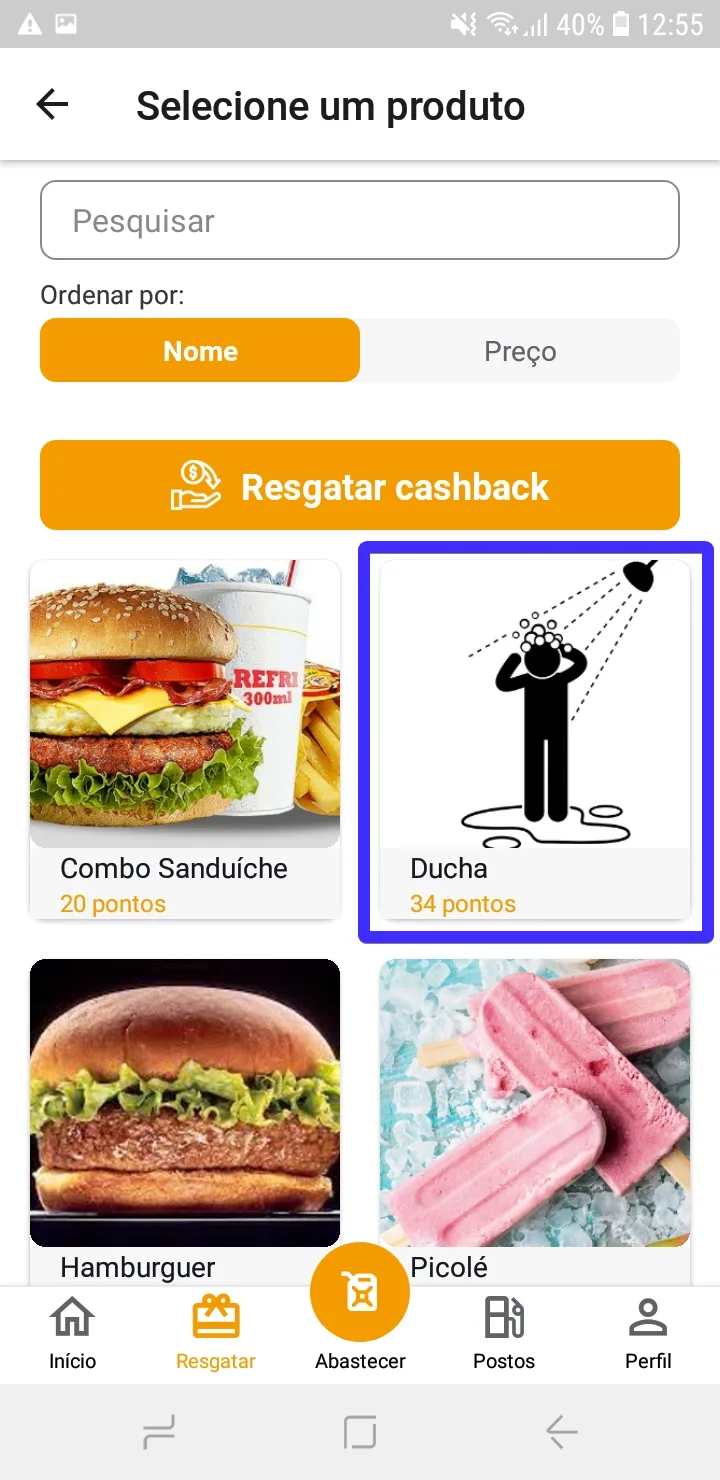 40% 12:55
Selecione um produto
Pesquisar
Ordenar por:
Nome Preço
Resgatar cashback
REFRI
300ml
Combo Sanduíche
20 pontos
Ducha
34 pontos
Hamburguer
Picolé
Início Resgatar Abastecer Postos Perfil